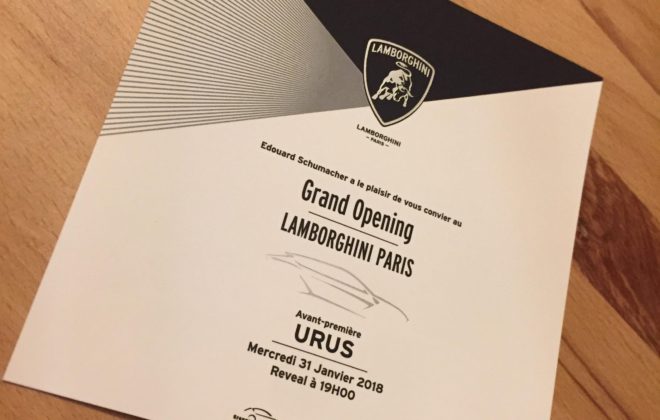 LAMBORGHINI
LAMBORGHINI
PARIS
Edouard Schumacher a le plaisir de vous convier au
Grand Opening
LAMBORGHINI PARIS
Avant-première
URUS
Mercredi 31 Janvier 2018
Reveal à 19H00